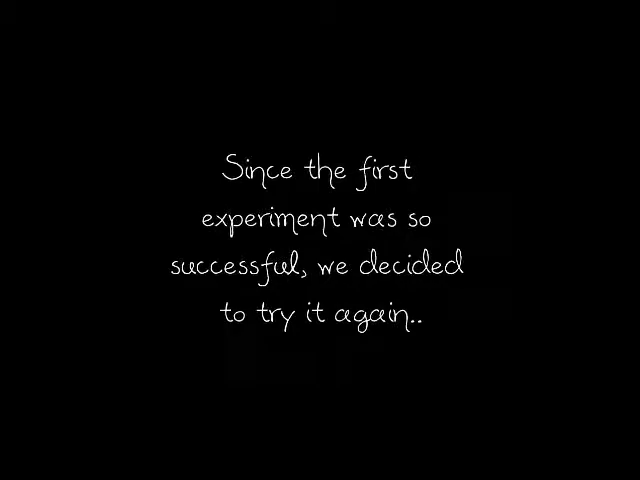 Since the first
experiment was so
successful, we decided
to try it again..